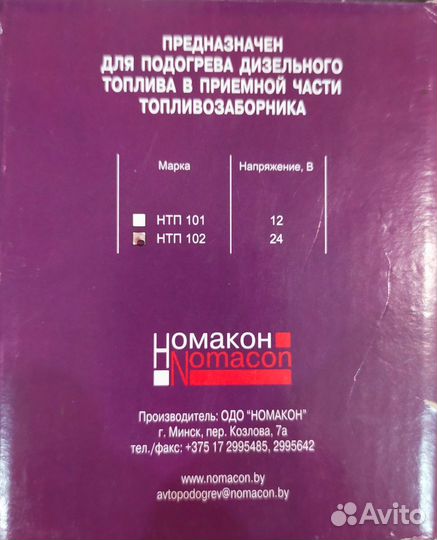 ПРЕДНАЗНАЧЕН
ДЛЯ ПОДОГРЕВА ДИЗЕЛЬНОГО
ТОПЛИВА В ПРИЕМНОЙ ЧАСТИ
ТОПЛИВОЗАБОРНИКА
Марка Напряжение, В
НТП 101 12
НТП 102 24
Номакон
Nomacon
Производитель: ОДО "НОМАКОН"
г. Минск, пер. Козлова, 7а
тел./факс: +375 17 2995485, 2995642
www.nomacon.by
avtopodogrev@nomacon.by
Avito